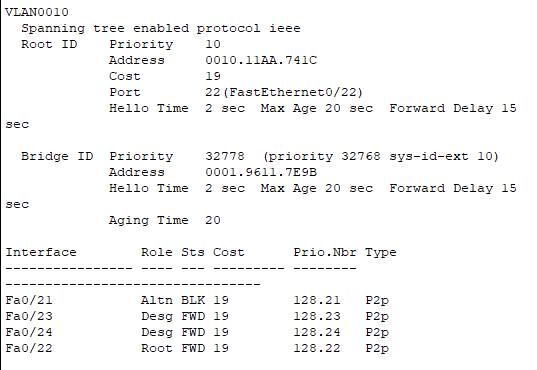 VLAN0010
Spanning tree enabled protocol ieee
Root ID    Priority    10
Address     0010.11AA.741C
Cost        19
Port        22(FastEthernet0/22)
Hello Time  2 sec  Max Age 20 sec  Forward Delay 15
sec
Bridge ID  Priority    32778  (priority 32768 sys-id-ext 10)
Address     0001.9611.7E9B
Hello Time  2 sec  Max Age 20 sec  Forward Delay 15
sec
Aging Time  20
Interface        Role Sts Cost      Prio.Nbr Type
---------------- ---- --- --------- --------
--------------------------------
Fa0/21           Altn BLK 19        128.21   P2p
Fa0/23           Desg FWD 19        128.23   P2p
Fa0/24           Desg FWD 19        128.24   P2p
Fa0/22           Root FWD 19        128.22   P2p